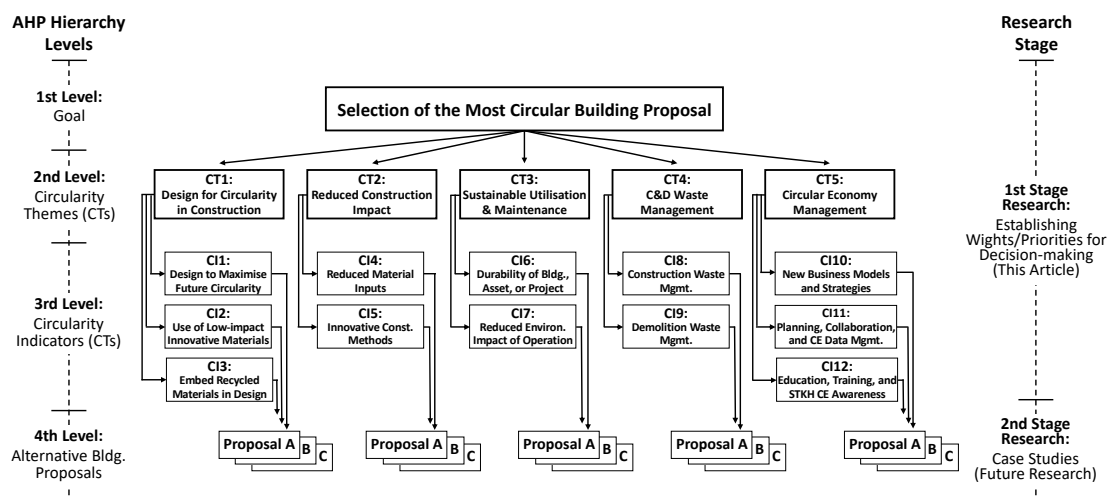 AHP Hierarchy
Levels
1st Level:
Goal
2nd Level:
Circularity
Themes (CTs)
3rd Level:
Circularity
Indicators (CTs)
4th Level:
Alternative Bldg.
Proposals
Selection of the Most Circular Building Proposal
CT1:
Design for Circularity
in Construction
CT2:
Reduced Construction
Impact
CT3:
Sustainable Utilisation
& Maintenance
CT4:
C&D Waste
Management
CT5:
Circular Economy
Management
CI1:
Design to Maximise
Future Circularity
CI2:
Use of Low-impact
Innovative Materials
CI3:
Embed Recycled
Materials in Design
CI4:
Reduced Material
Inputs
CI5:
Innovative Const.
Methods
CI6:
Durability of Bldg.,
Asset, or Project
CI7:
Reduced Environ.
Impact of Operation
CI8:
Construction Waste
Mgmt.
CI9:
Demolition Waste
Mgmt.
CI10:
New Business Models
and Strategies
CI11:
Planning, Collaboration,
and CE Data Mgmt.
CI12:
Education, Training, and
STKH CE Awareness
Proposal A
B
C
Proposal A
B
C
Proposal A
B
C
Proposal A
B
C
Proposal A
B
C
Research
Stage
1st Stage
Research:
Establishing
Wights/Priorities for
Decision-making
(This Article)
2nd Stage
Research:
Case Studies
(Future Research)